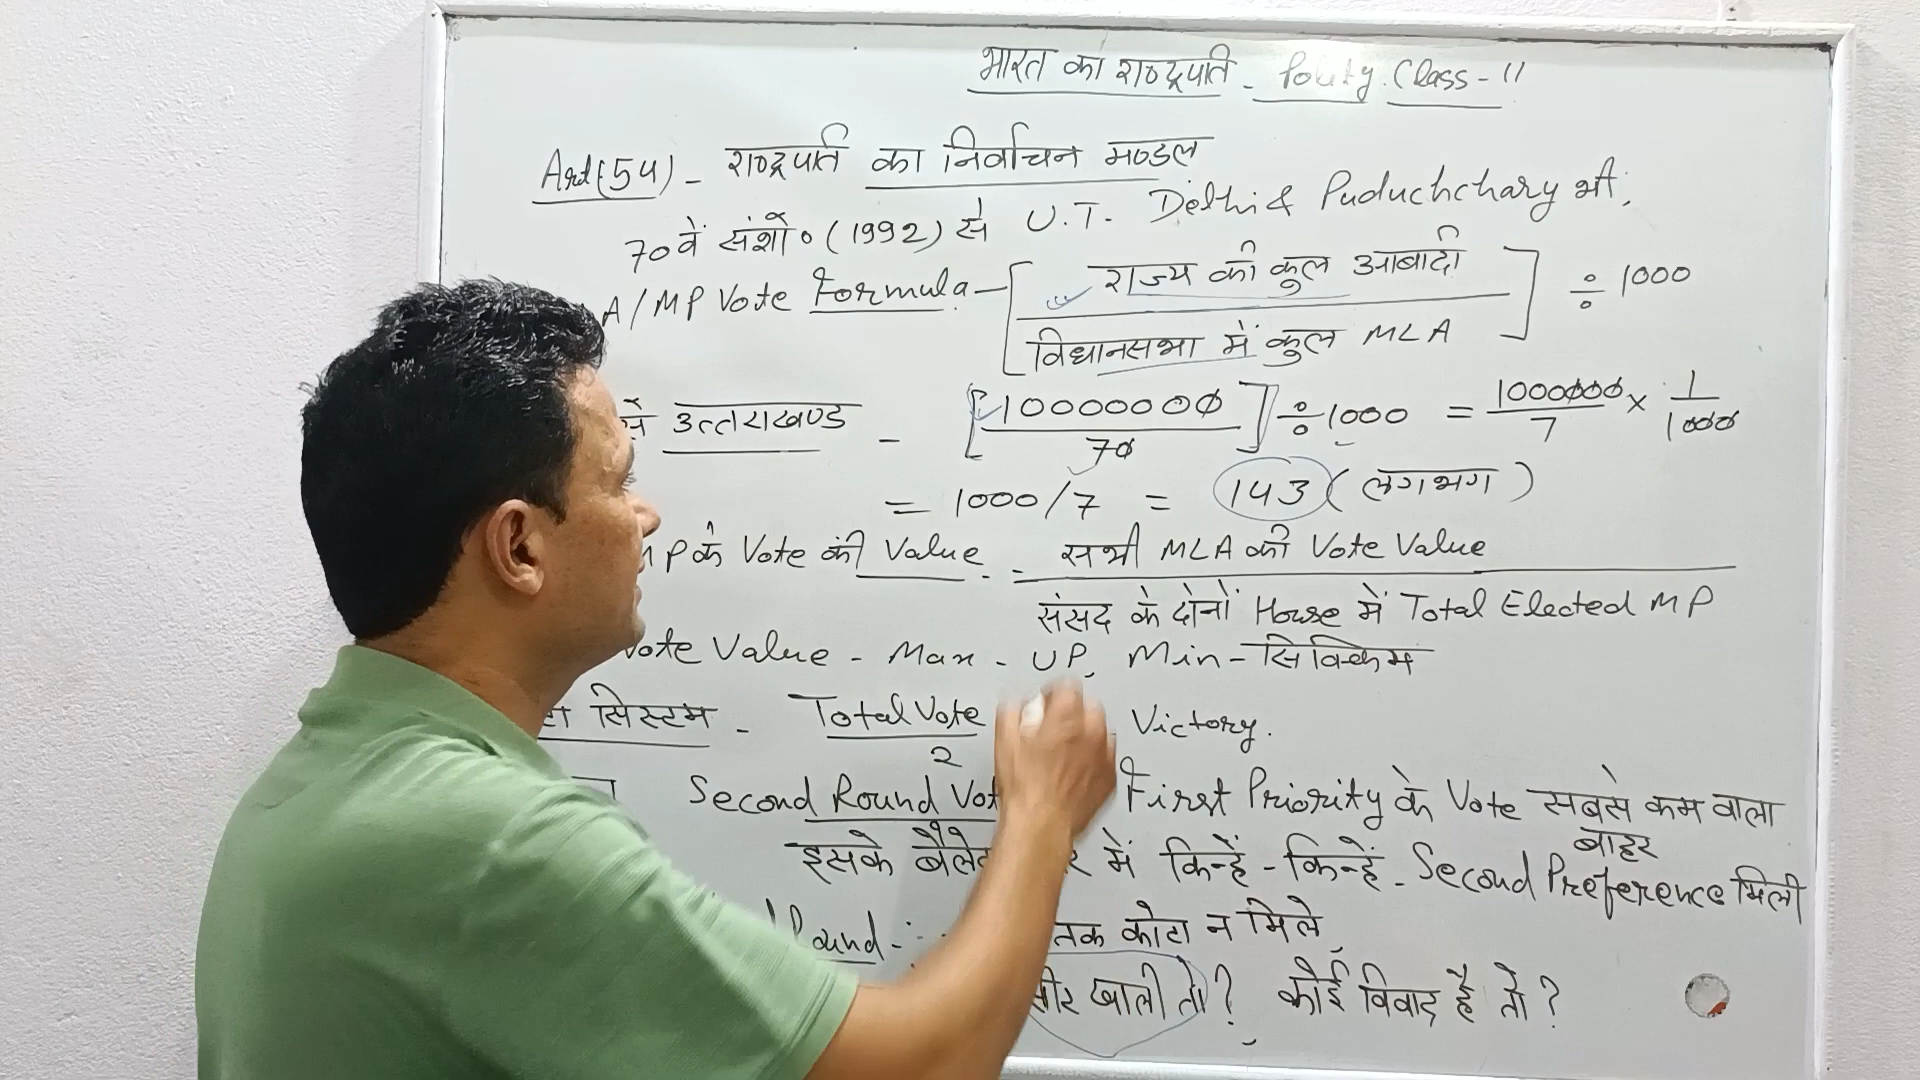 भारत का राष्ट्रपति - Polity Class - 11
Art(54) - राष्ट्रपति का निर्वाचन मण्डल
70 वें संशो० (1992) से U.T. Delhi & Puduchchary भी,
A/MP Vote Formula - [ राज्य की कुल आबादी / विधानसभा में कुल MLA ] ÷ 1000
से उत्तराखण्ड - [ 10000000 / 70 ] ÷ 1000 = 1000000 / 7 × 1 / 1000
= 1000/7 = 143 ( लगभग )
MP के Vote की Value - सभी MLA की Vote Value
संसद के दोनों House में Total Elected MP
Vote Value - Max - UP, Min - सिक्किम
टा सिस्टम - Total Vote / 2 Victory.
Second Round Vot First Priority के Vote सबसे कम वाला
बाहर
इसके बैलेट र में किन्हें - किन्हें - Second Preference मिली
Round - तक कोटा न मिले,
सीट खाली तो? कोई विवाद है तो?